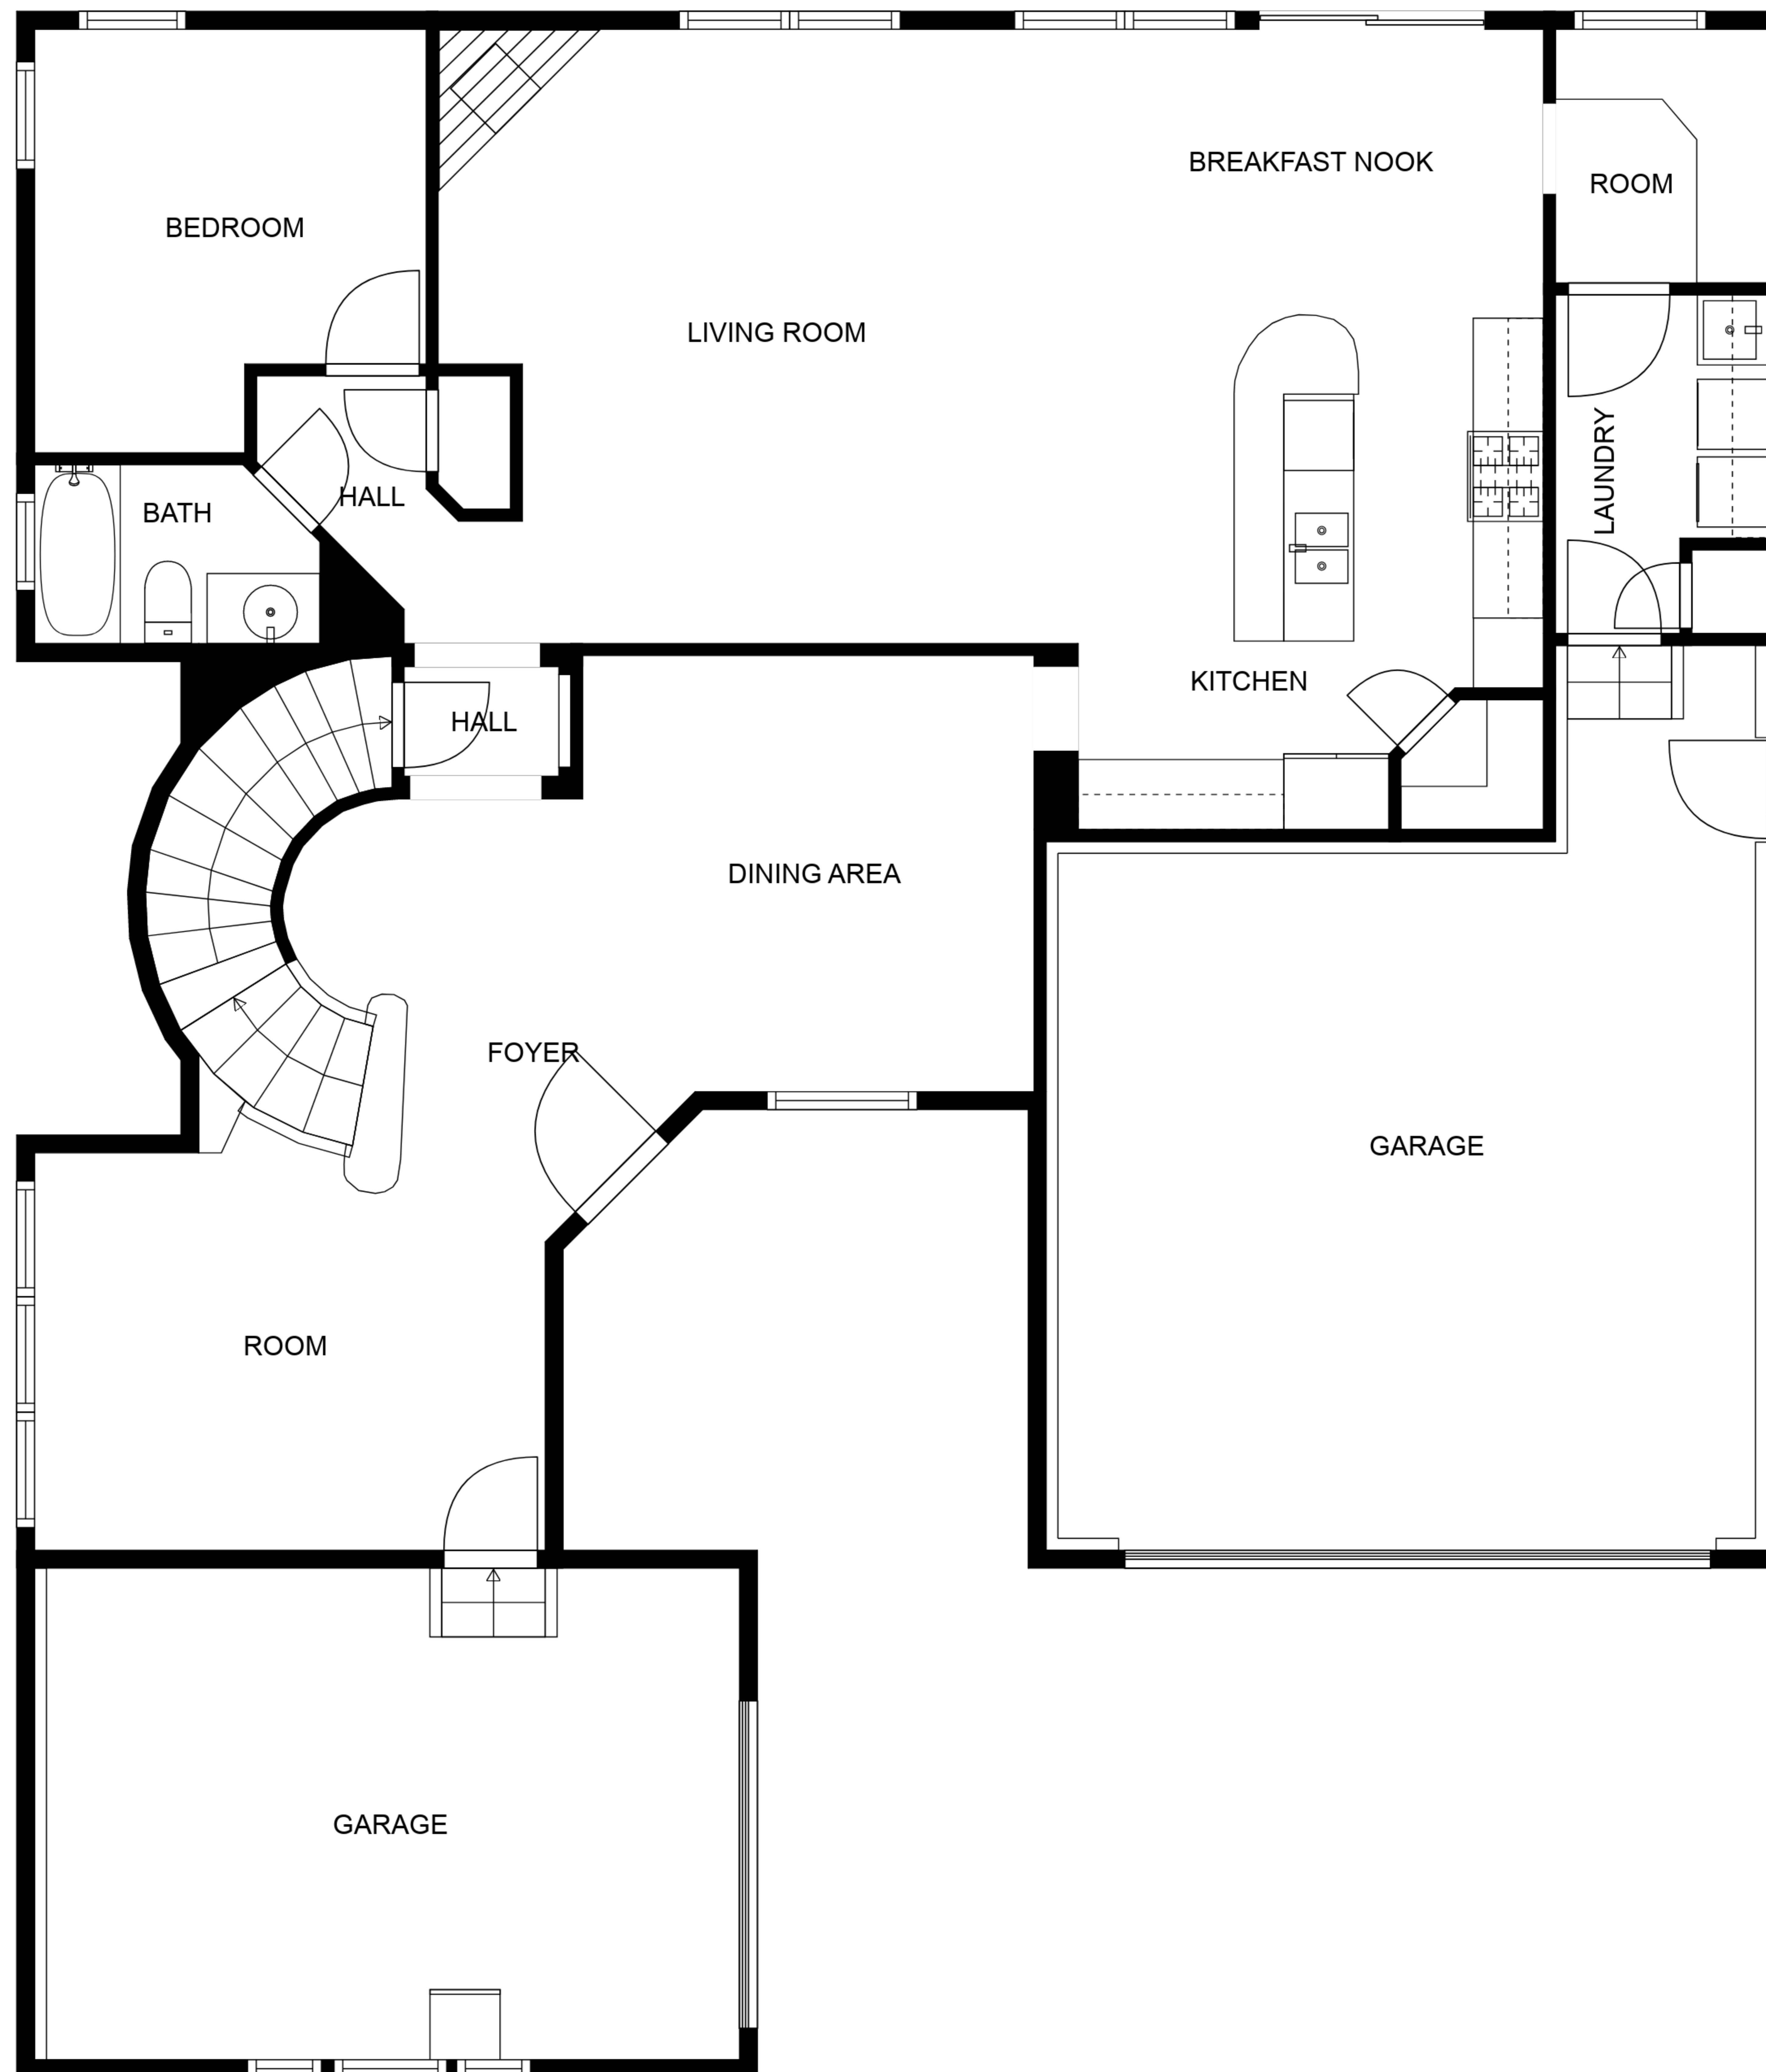 BREAKFAST NOOK
ROOM
BEDROOM
LIVING ROOM
LAUNDRY
HALL
BATH
KITCHEN
HALL
DINING AREA
FOYER
GARAGE
ROOM
GARAGE